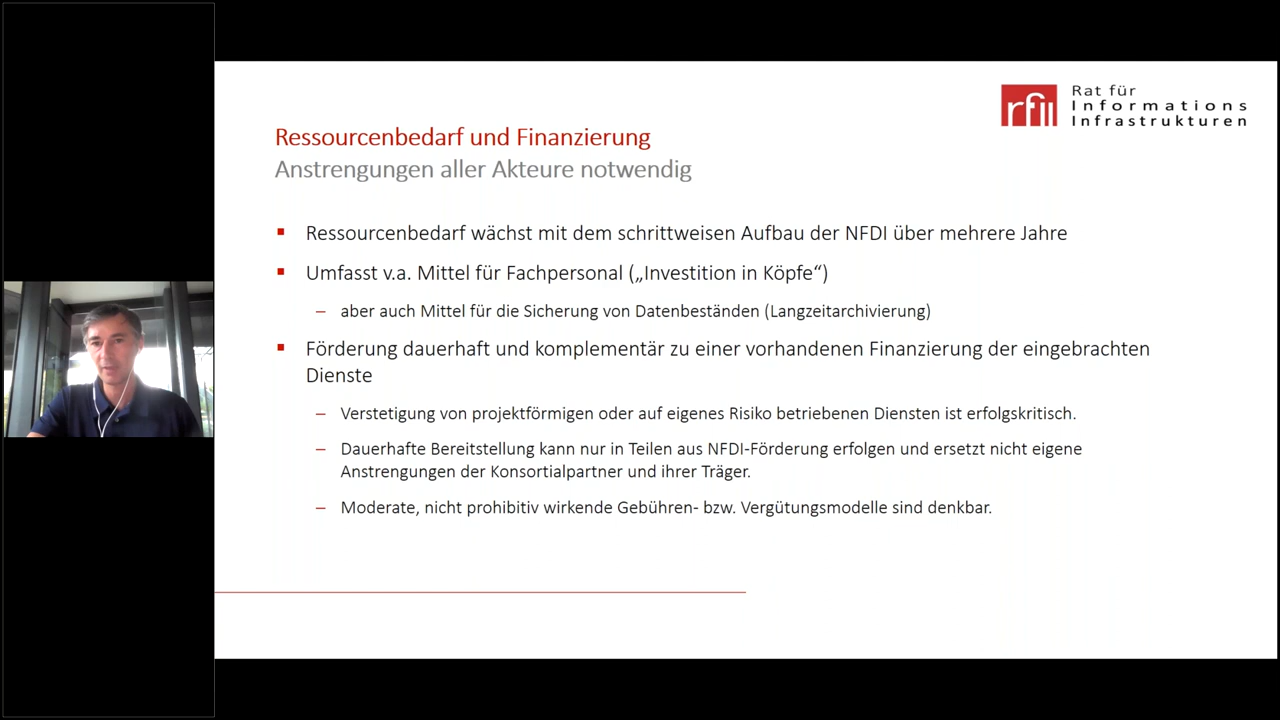 rfii
Rat für
Informations
Infrastrukturen
Ressourcenbedarf und Finanzierung
Anstrengungen aller Akteure notwendig
Ressourcenbedarf wächst mit dem schrittweisen Aufbau der NFDI über mehrere Jahre
Umfasst v.a. Mittel für Fachpersonal („Investition in Köpfe“)
– aber auch Mittel für die Sicherung von Datenbeständen (Langzeitarchivierung)
Förderung dauerhaft und komplementär zu einer vorhandenen Finanzierung der eingebrachten
Dienste
– Verstetigung von projektförmigen oder auf eigenes Risiko betriebenen Diensten ist erfolgskritisch.
– Dauerhafte Bereitstellung kann nur in Teilen aus NFDI-Förderung erfolgen und ersetzt nicht eigene
Anstrengungen der Konsortialpartner und ihrer Träger.
– Moderate, nicht prohibitiv wirkende Gebühren- bzw. Vergütungsmodelle sind denkbar.